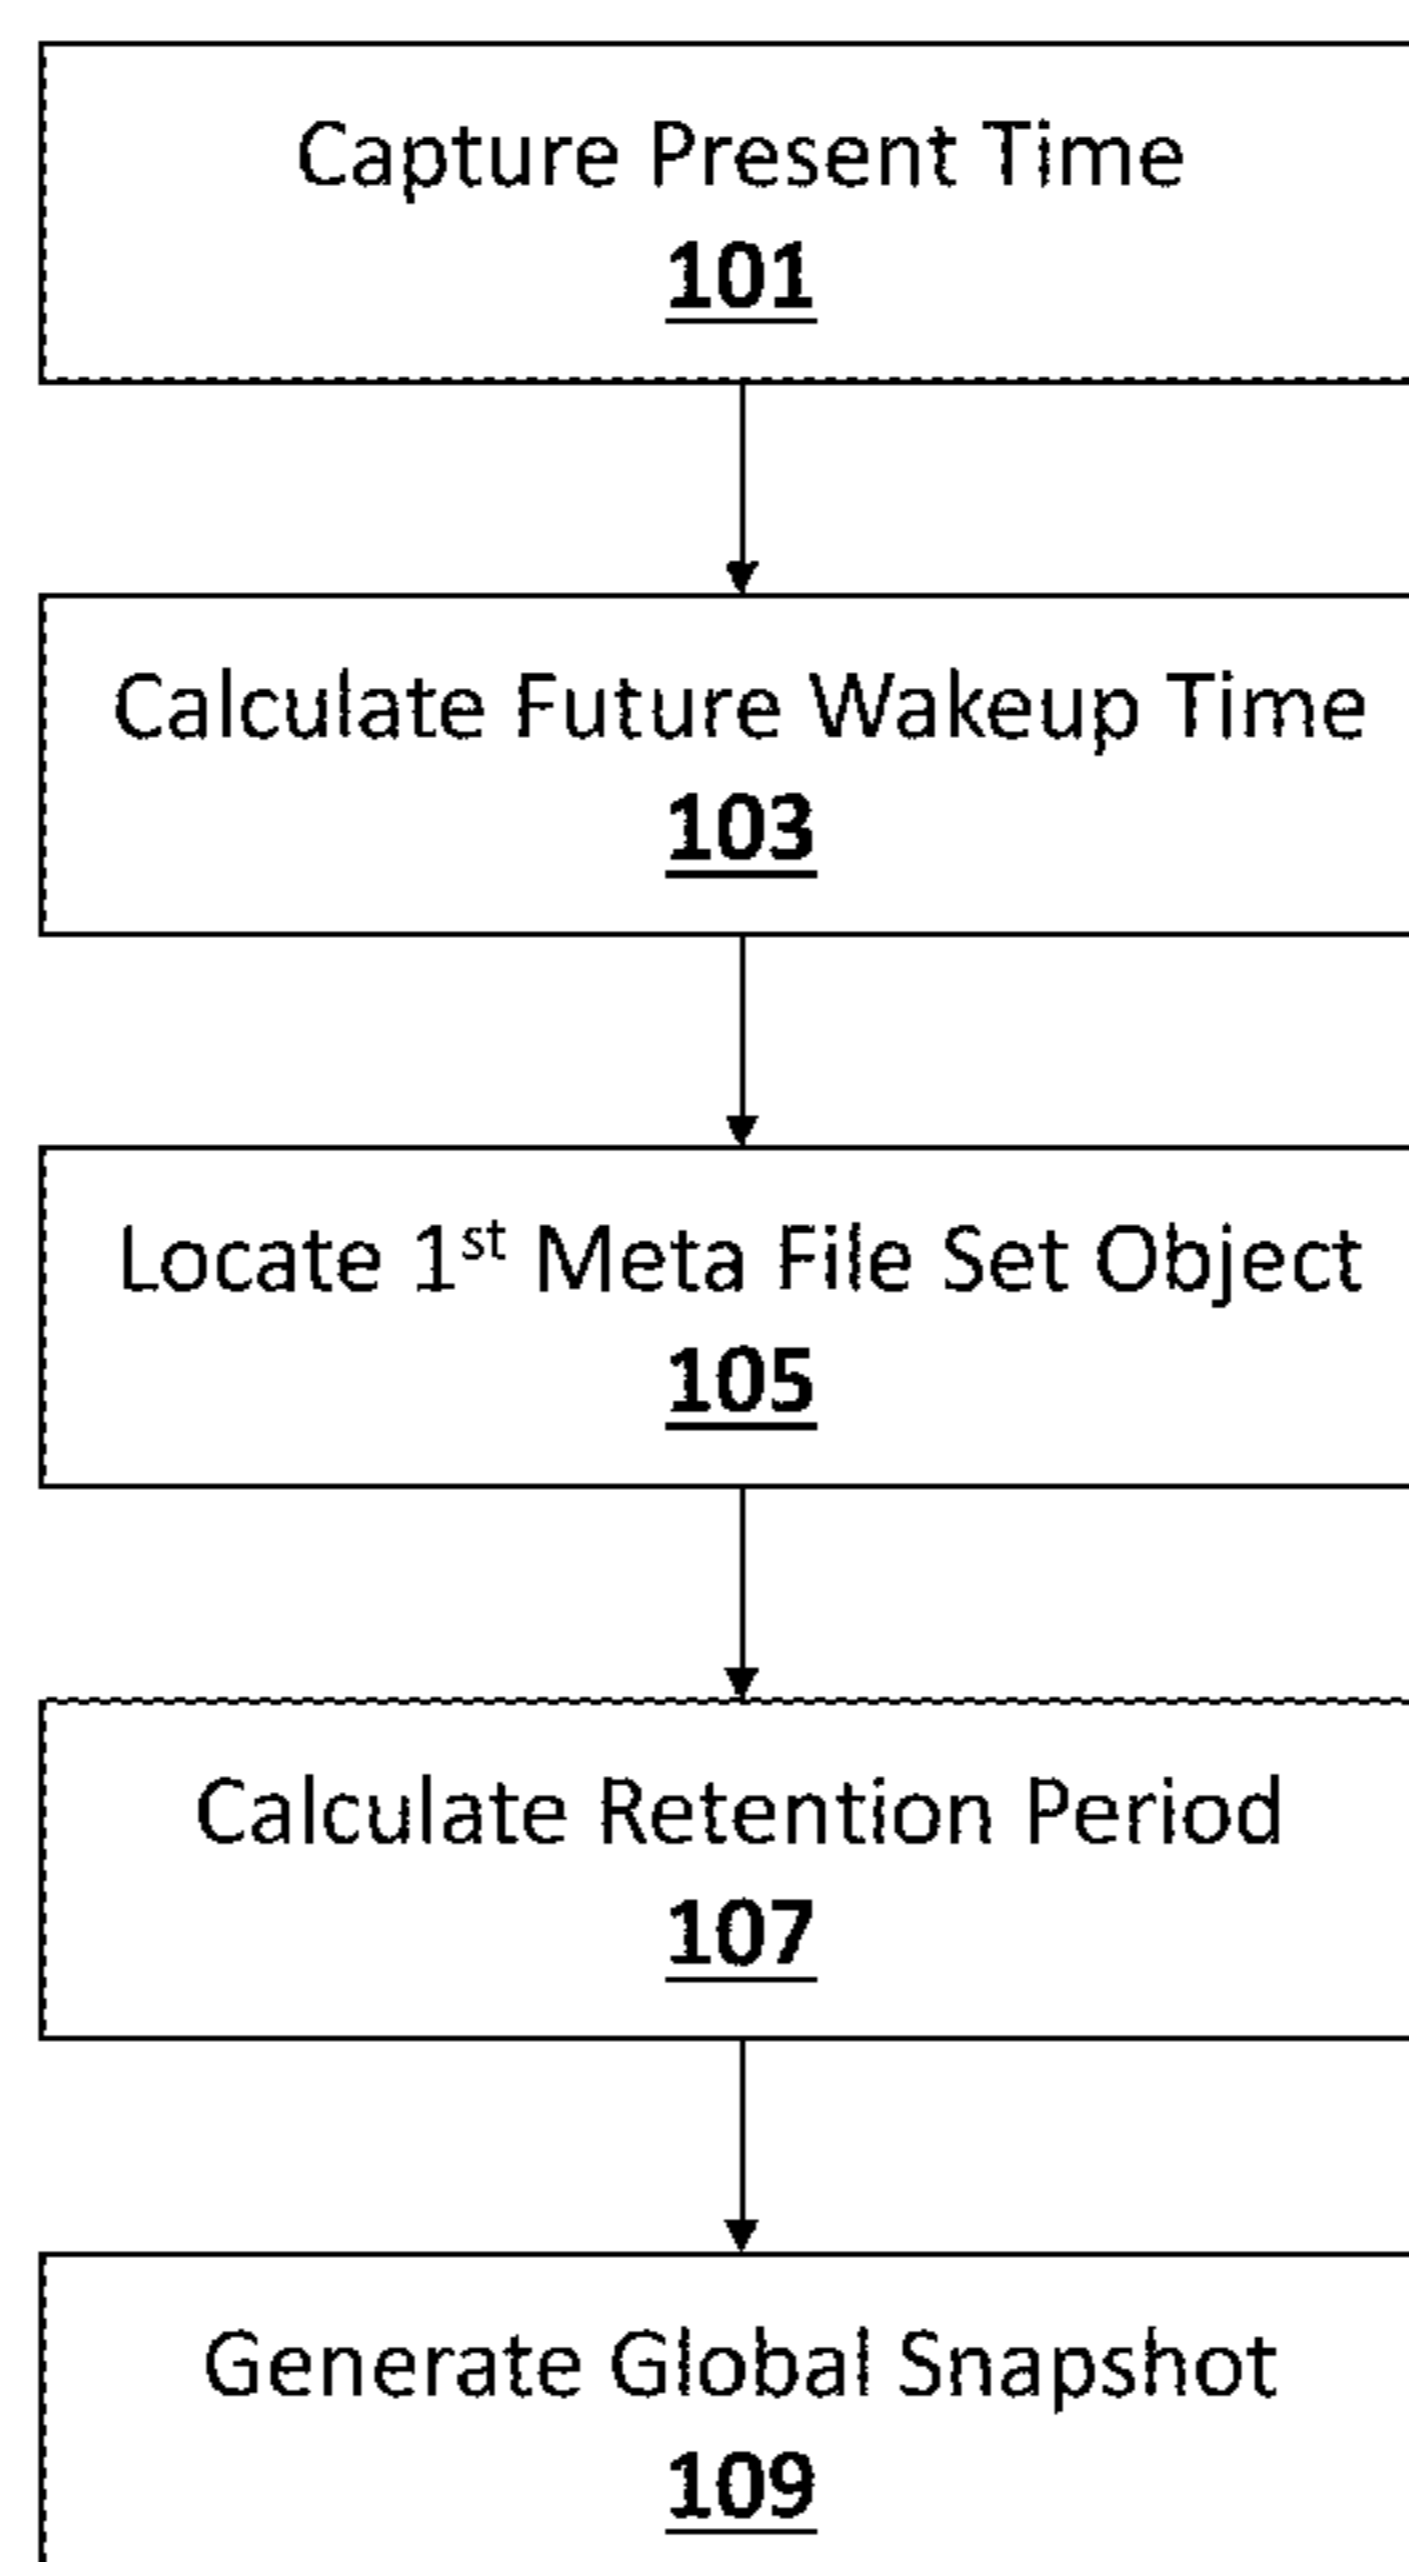 Capture Present Time
101
Calculate Future Wakeup Time
103
Locate 1st Meta File Set Object
105
Calculate Retention Period
107
Generate Global Snapshot
109